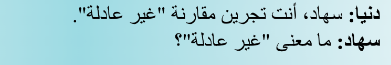 دنيا: سهاد، أنت تجرين مقارنة "غير عادلة".
سهاد: ما معنى "غير عادلة"؟